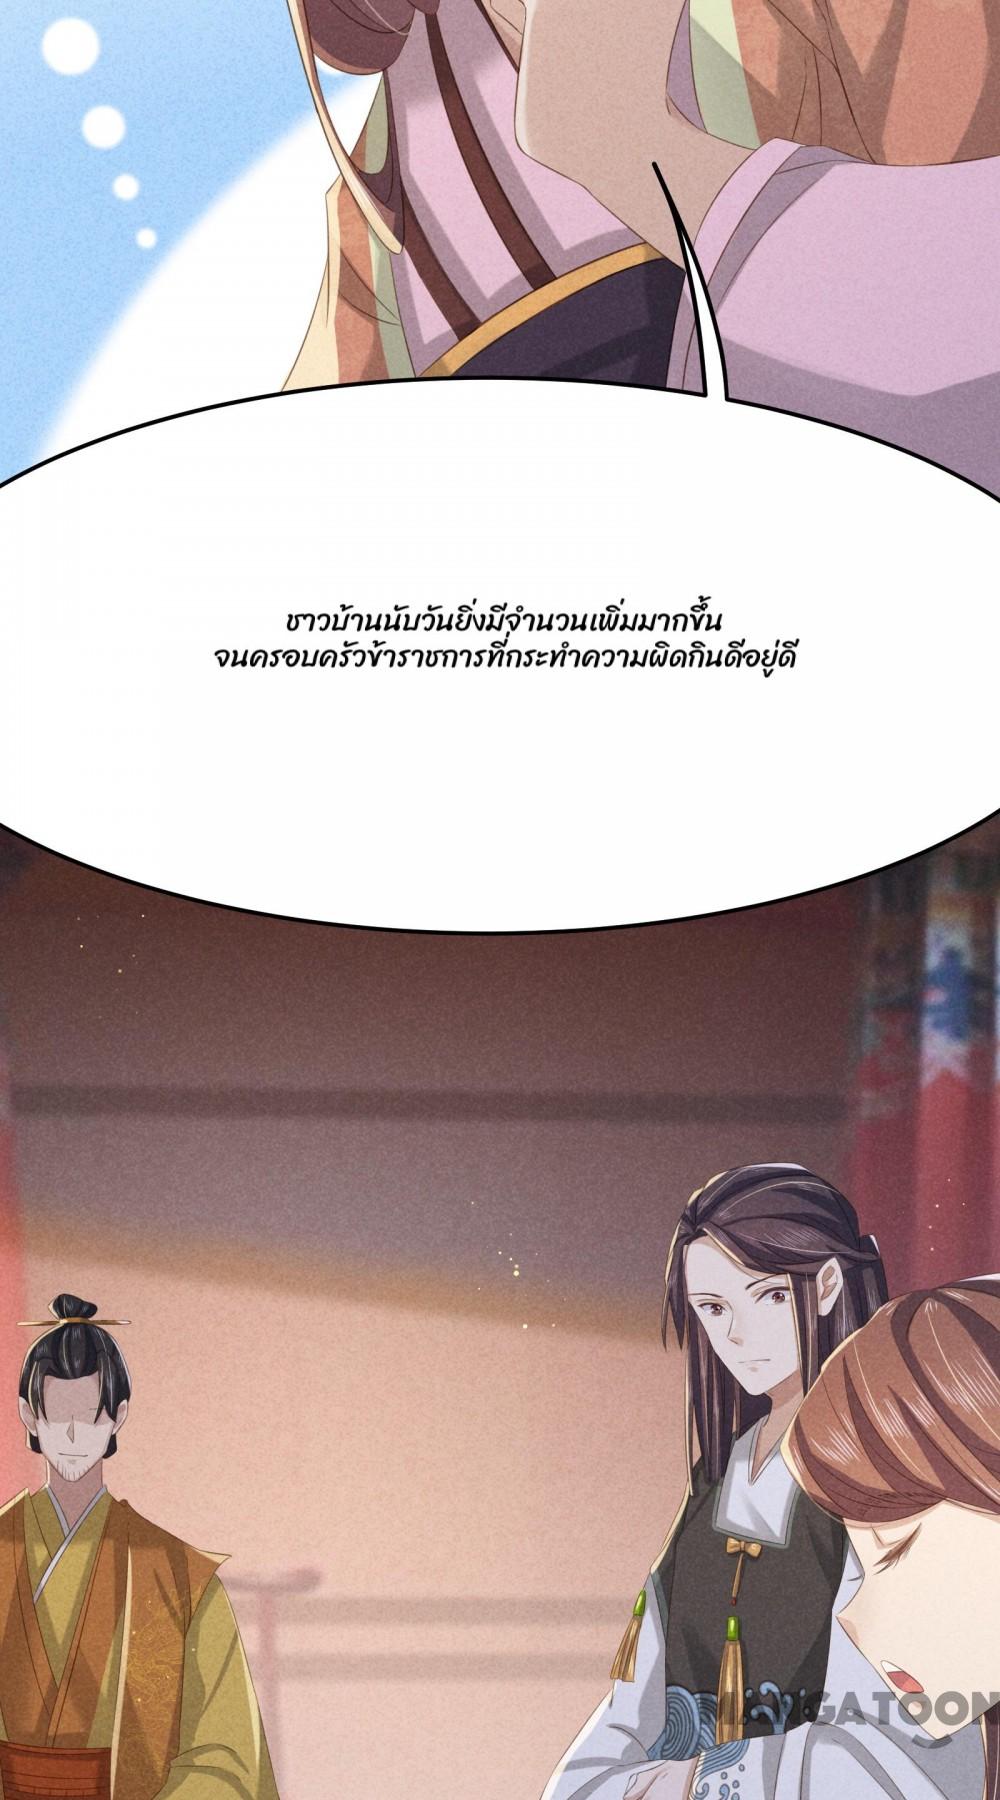 ชาวบ้านนับวันยิ่งมีจำนวนเพิ่มมากขึ้น
จนครอบครัวข้าราชการที่กระทำความผิดกินดีอยู่ดี
MANGATOON